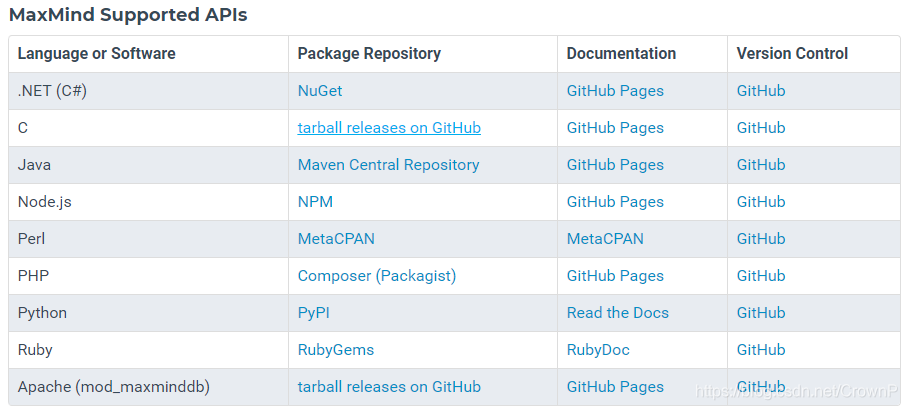 MaxMind Supported APIs
Language or Software Package Repository Documentation Version Control
.NET (C#) NuGet GitHub Pages GitHub
C tarball releases on GitHub GitHub Pages GitHub
Java Maven Central Repository GitHub Pages GitHub
Node.js NPM GitHub Pages GitHub
Perl MetaCPAN MetaCPAN GitHub
PHP Composer (Packagist) GitHub Pages GitHub
Python PyPI Read the Docs GitHub
Ruby RubyGems RubyDoc GitHub
Apache (mod_maxminddb) tarball releases on GitHub GitHub Pages GitHub
https://blog.csdn.net/CrownP